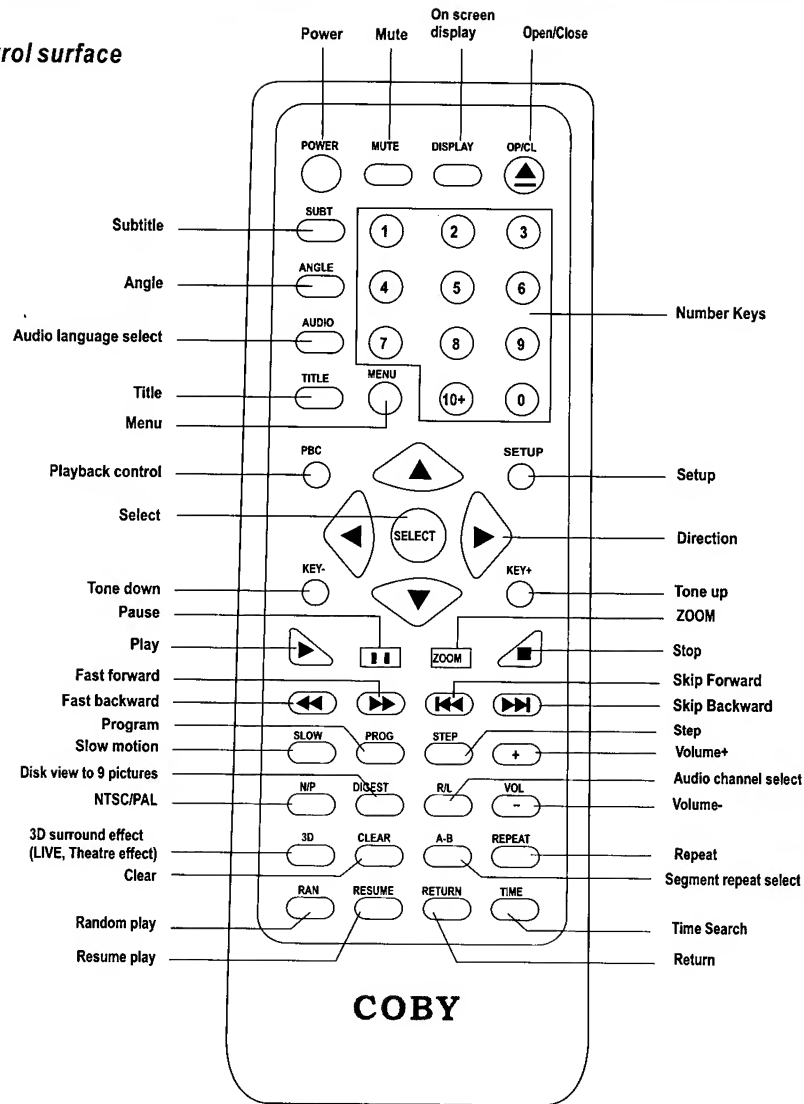 On screen
Power Mute display Open/Close
rol surface
POWER MUTE DISPLAY OP/CL
SUBT
Subtitle
1 2 3
ANGLE
Angle
4 5 6
Number Keys
AUDIO
Audio language select
7 8 9
TITLE MENU
Title
10+ 0
Menu
PBC SETUP
Playback control Setup
Select
SELECT
Direction
KEY- KEY+
Tone down Tone up
Pause ZOOM
Play ZOOM Stop
Fast forward Skip Forward
Fast backward Skip Backward
Program Step
SLOW PROG STEP +
Slow motion Volume+
Disk view to 9 pictures Audio channel select
N/P DIGEST R/L VOL
NTSC/PAL - Volume-
3D surround effect
(LIVE, Theatre effect)
3D CLEAR A-B REPEAT
Repeat
Clear Segment repeat select
RAN RESUME RETURN TIME
Random play Time Search
Resume play Return
COBY